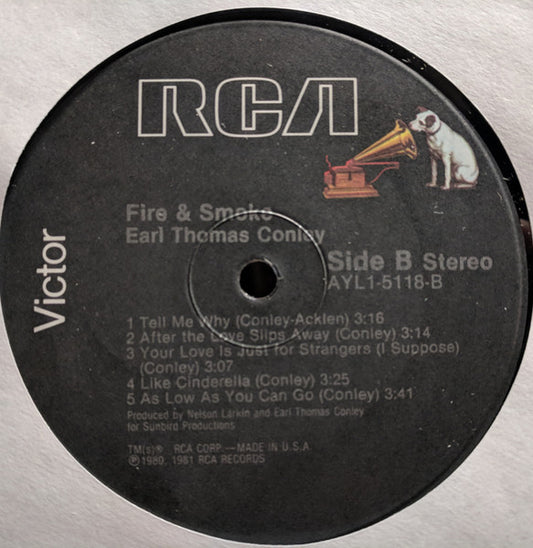 RCA
Victor
Fire & Smoke
Earl Thomas Conley
Side B Stereo
AYL1-5118-B
1 Tell Me Why (Conley-Acklen) 3:16
2 After the Love Slips Away (Conley) 3:14
3 Your Love Is Just for Strangers (I Suppose)
(Conley) 3:07
4 Like Cinderella (Conley) 3:25
5 As Low As You Can Go (Conley) 3:41
Produced by Nelson Larkin and Earl Thomas Conley
for Sunbird Productions
TM(s)® RCA CORP.—MADE IN U.S.A.
℗1980, 1981 RCA RECORDS